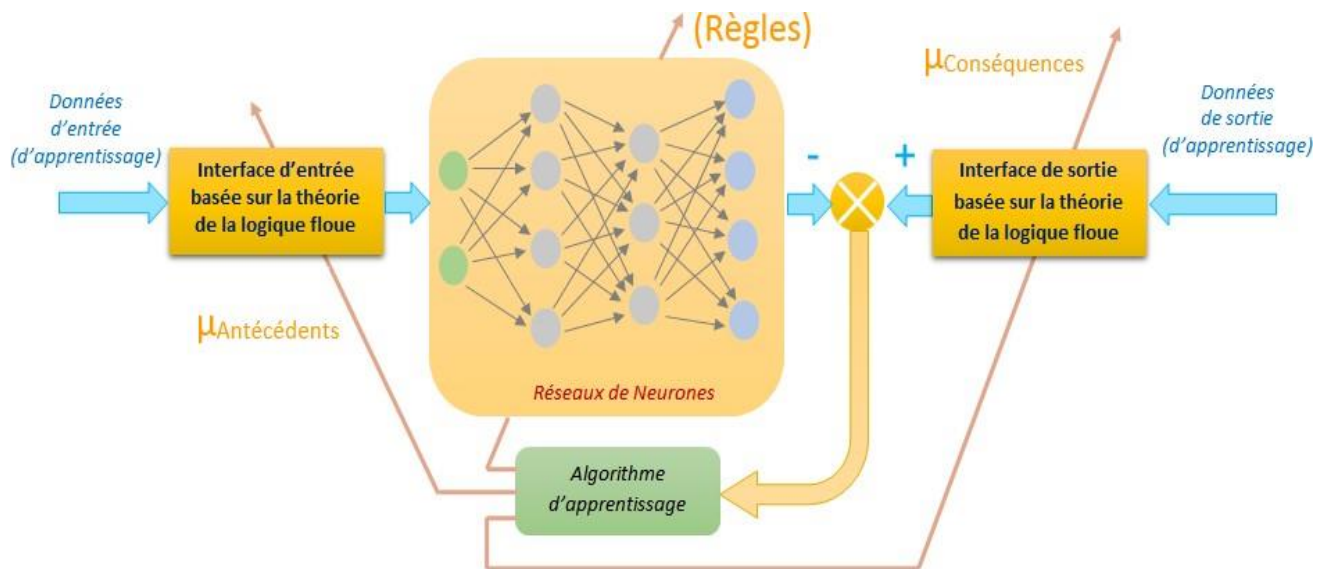 (Règles)
μConséquences
Données
d'entrée
(d'apprentissage)
Interface d'entrée
basée sur la théorie
de la logique floue
-
+
Interface de sortie
basée sur la théorie
de la logique floue
Données
de sortie
(d'apprentissage)
μAntécédents
Réseaux de Neurones
Algorithme
d'apprentissage